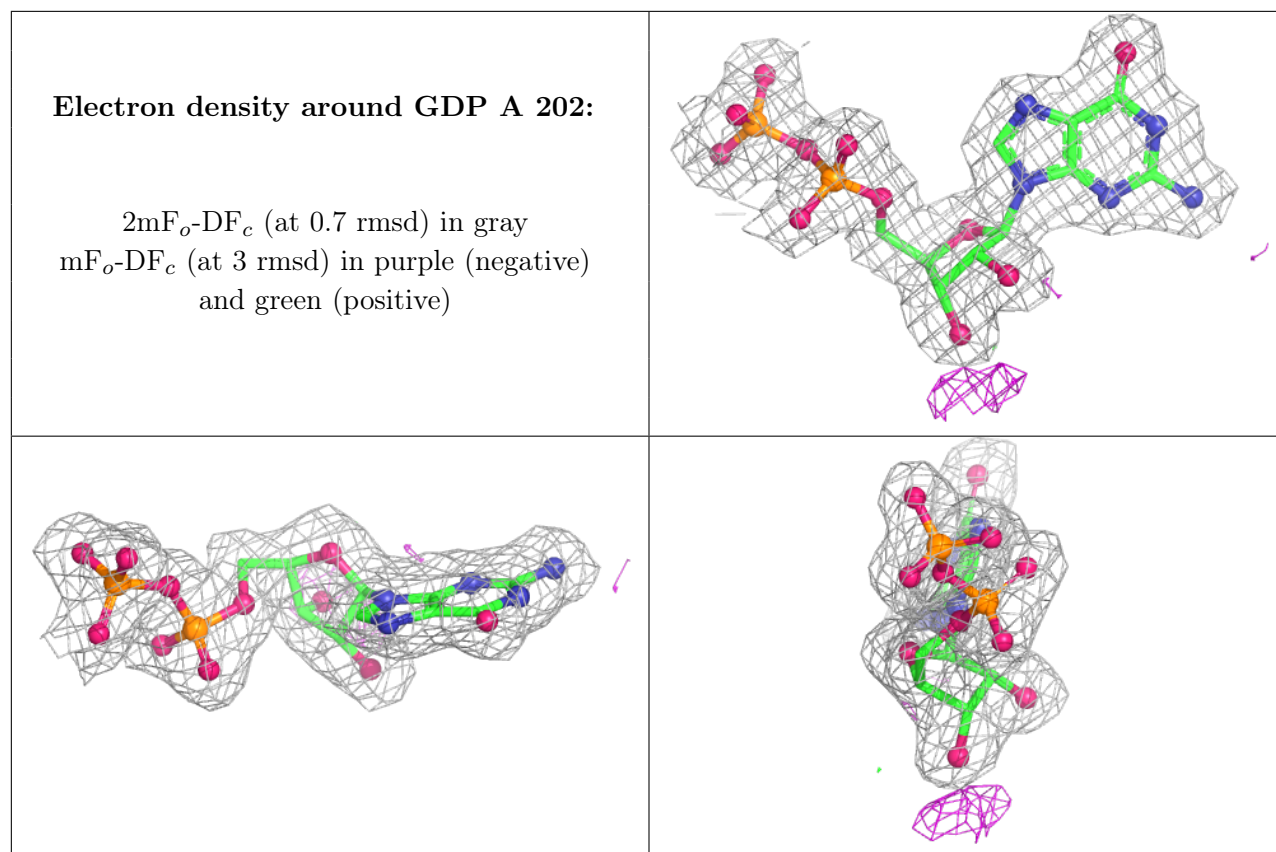 Electron density around GDP A 202:
2mFₒ-DF𝒸 (at 0.7 rmsd) in gray
mFₒ-DF𝒸 (at 3 rmsd) in purple (negative)
and green (positive)